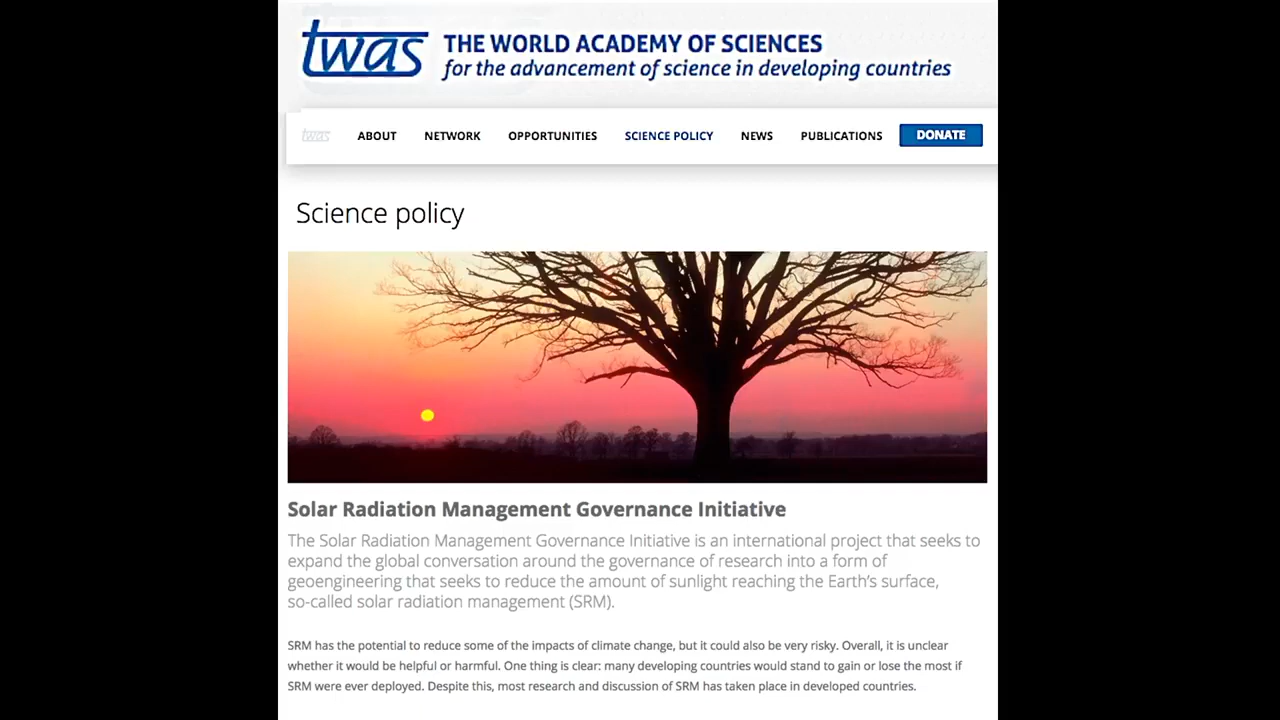 twas THE WORLD ACADEMY OF SCIENCES
for the advancement of science in developing countries
twas ABOUT NETWORK OPPORTUNITIES SCIENCE POLICY NEWS PUBLICATIONS DONATE
Science policy
Solar Radiation Management Governance Initiative
The Solar Radiation Management Governance Initiative is an international project that seeks to
expand the global conversation around the governance of research into a form of
geoengineering that seeks to reduce the amount of sunlight reaching the Earth's surface,
so-called solar radiation management (SRM).
SRM has the potential to reduce some of the impacts of climate change, but it could also be very risky. Overall, it is unclear
whether it would be helpful or harmful. One thing is clear: many developing countries would stand to gain or lose the most if
SRM were ever deployed. Despite this, most research and discussion of SRM has taken place in developed countries.